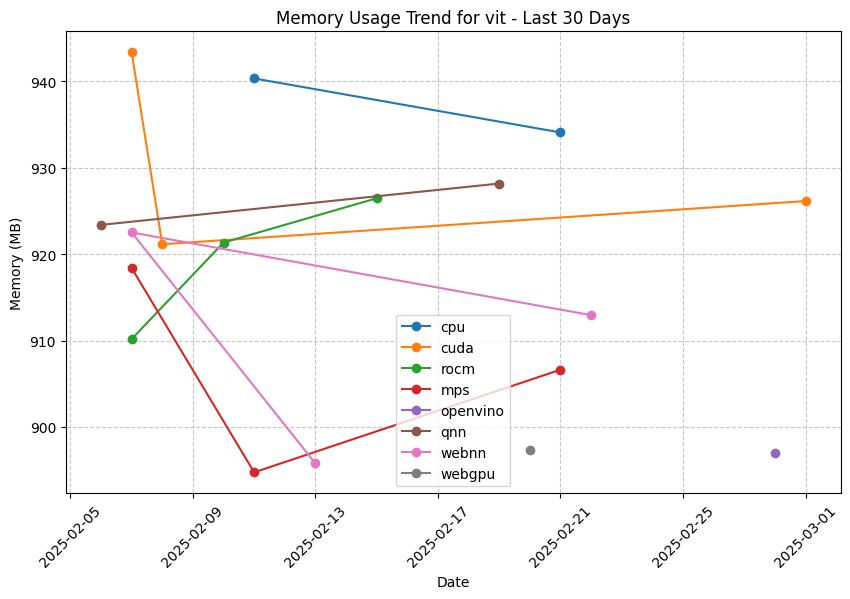 Memory Usage Trend for vit - Last 30 Days
Memory (MB)
940
930
920
910
900
cpu
cuda
rocm
mps
openvino
qnn
webnn
webgpu
2025-02-05
2025-02-09
2025-02-13
2025-02-17
2025-02-21
2025-02-25
2025-03-01
Date